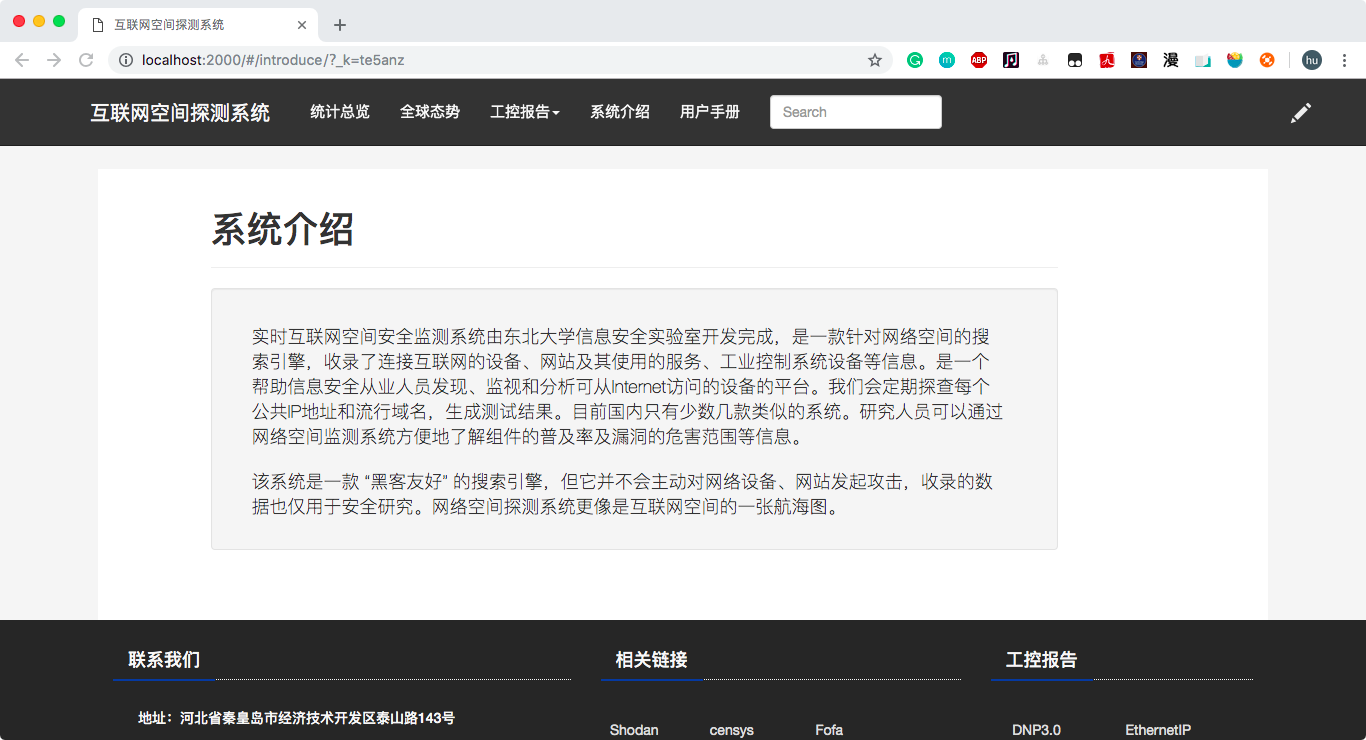 互联网空间探测系统
localhost:2000/#/introduce/?_k=te5anz
ABP
漫
hu
互联网空间探测系统 统计总览 全球态势 工控报告 系统介绍 用户手册 Search
系统介绍
实时互联网空间安全监测系统由东北大学信息安全实验室开发完成，是一款针对网络空间的搜
索引擎，收录了连接互联网的设备、网站及其使用的服务、工业控制系统设备等信息。是一个
帮助信息安全从业人员发现、监视和分析可从Internet访问的设备的平台。我们会定期探查每个
公共IP地址和流行域名，生成测试结果。目前国内只有少数几款类似的系统。研究人员可以通过
网络空间监测系统方便地了解组件的普及率及漏洞的危害范围等信息。
该系统是一款 “黑客友好” 的搜索引擎，但它并不会主动对网络设备、网站发起攻击，收录的数
据也仅用于安全研究。网络空间探测系统更像是互联网空间的一张航海图。
联系我们 相关链接 工控报告
地址：河北省秦皇岛市经济技术开发区泰山路143号
Shodan censys Fofa DNP3.0 EthernetIP